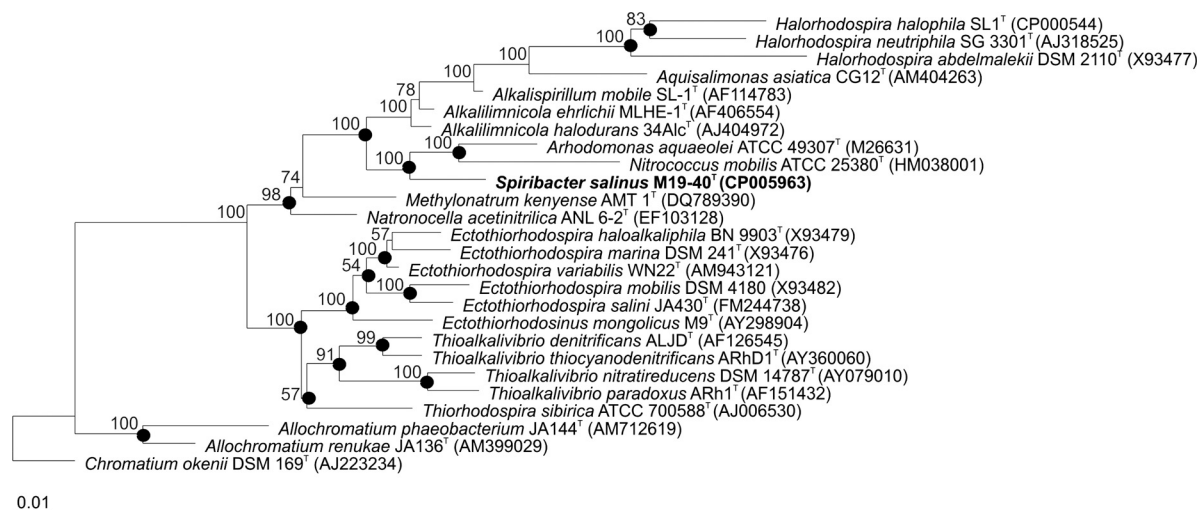 83 Halorhodospira halophila SL1ᵀ (CP000544)
100 Halorhodospira neutriphila SG 3301ᵀ (AJ318525)
Halorhodospira abdelmalekii DSM 2110ᵀ (X93477)
100 Aquisalimonas asiatica CG12ᵀ (AM404263)
100 Alkalispirillum mobile SL-1ᵀ (AF114783)
78 Alkalilimnicola ehrlichii MLHE-1ᵀ (AF406554)
100 Alkalilimnicola halodurans 34Alcᵀ (AJ404972)
100 Arhodomonas aquaeolei ATCC 49307ᵀ (M26631)
100 Nitrococcus mobilis ATCC 25380ᵀ (HM038001)
100 Spiribacter salinus M19-40ᵀ (CP005963)
74 Methylonatrum kenyense AMT 1ᵀ (DQ789390)
98 Natronocella acetinitrilica ANL 6-2ᵀ (EF103128)
100
57 Ectothiorhodospira haloalkaliphila BN 9903ᵀ (X93479)
100 Ectothiorhodospira marina DSM 241ᵀ (X93476)
54 Ectothiorhodospira variabilis WN22ᵀ (AM943121)
100 Ectothiorhodospira mobilis DSM 4180 (X93482)
100 Ectothiorhodospira salini JA430ᵀ (FM244738)
100 Ectothiorhodosinus mongolicus M9ᵀ (AY298904)
99 Thioalkalivibrio denitrificans ALJDᵀ (AF126545)
91 Thioalkalivibrio thiocyanodenitrificans ARhD1ᵀ (AY360060)
100 Thioalkalivibrio nitratireducens DSM 14787ᵀ (AY079010)
57 Thioalkalivibrio paradoxus ARh1ᵀ (AF151432)
Thiorhodospira sibirica ATCC 700588ᵀ (AJ006530)
100 Allochromatium phaeobacterium JA144ᵀ (AM712619)
Allochromatium renukae JA136ᵀ (AM399029)
Chromatium okenii DSM 169ᵀ (AJ223234)
0.01